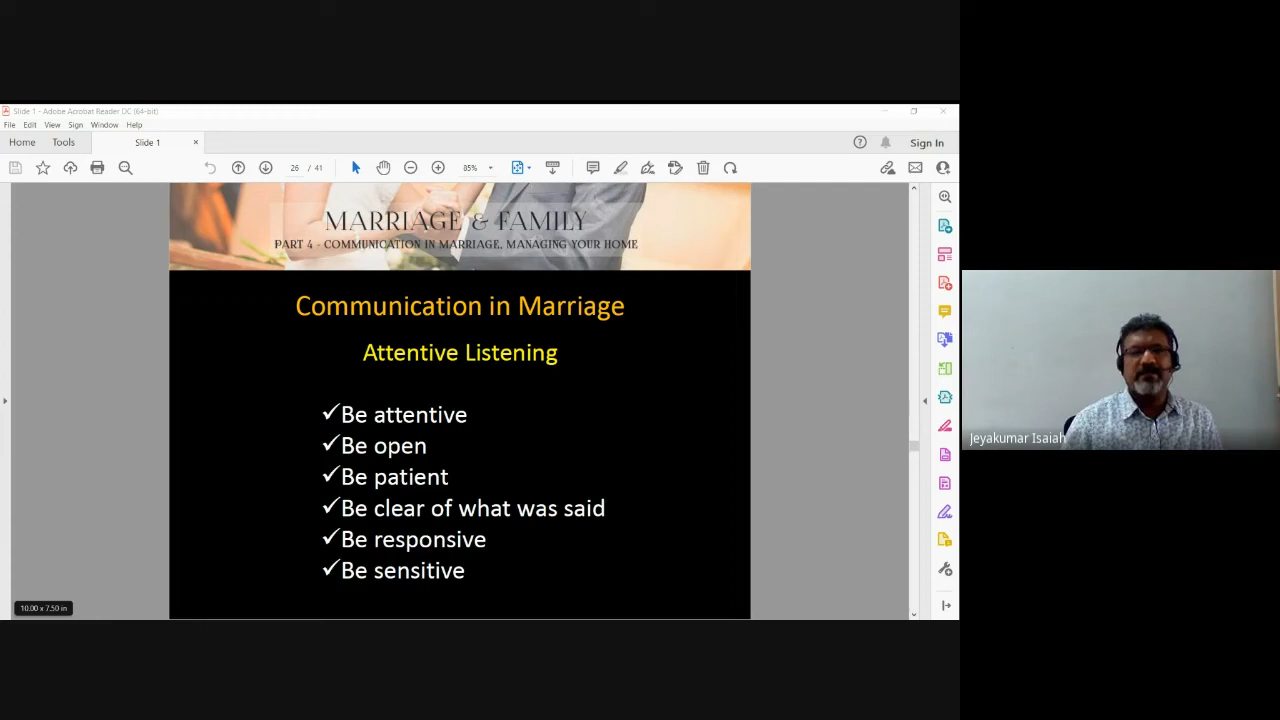 Slide 1 - Adobe Acrobat Reader DC (64-bit)
File Edit View Sign Window Help
Home Tools Slide 1 × Sign In
26 / 41 85%
MARRIAGE & FAMILY
PART 4 - COMMUNICATION IN MARRIAGE, MANAGING YOUR HOME
Communication in Marriage
Attentive Listening
✓Be attentive
✓Be open
✓Be patient
✓Be clear of what was said
✓Be responsive
✓Be sensitive
10.00 x 7.50 in
Jeyakumar Isaiah